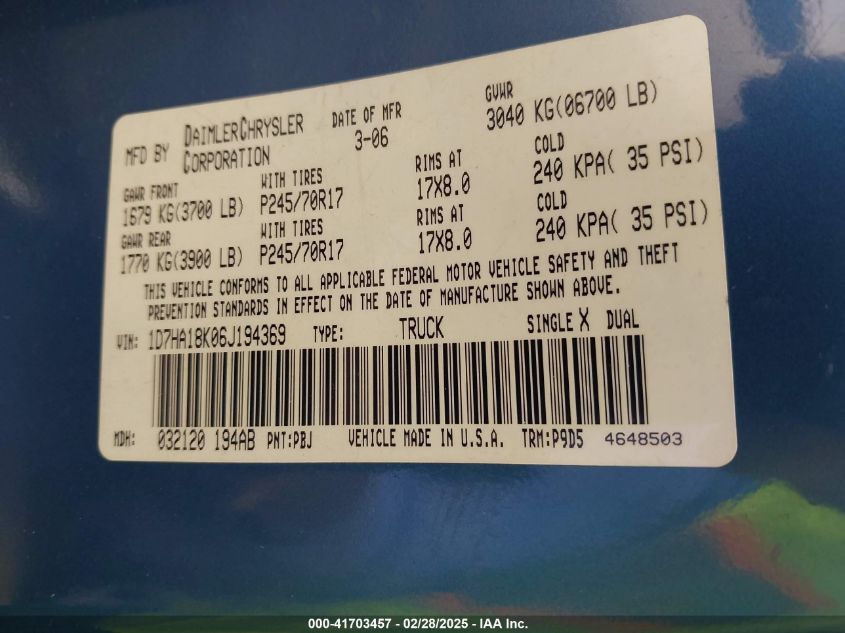 MFD BY DAIMLERCHRYSLER CORPORATION DATE OF MFR 3-06 GVWR 3040 KG(06700 LB)
GAWR FRONT WITH TIRES RIMS AT COLD
1679 KG(3700 LB) P245/70R17 17X8.0 240 KPA( 35 PSI)
GAWR REAR WITH TIRES RIMS AT COLD
1770 KG(3900 LB) P245/70R17 17X8.0 240 KPA( 35 PSI)
THIS VEHICLE CONFORMS TO ALL APPLICABLE FEDERAL MOTOR VEHICLE SAFETY AND THEFT
PREVENTION STANDARDS IN EFFECT ON THE DATE OF MANUFACTURE SHOWN ABOVE.
VIN: 1D7HA18K06J194369 TYPE: TRUCK SINGLE X DUAL
MDH: 032120 194AB PNT:PBJ VEHICLE MADE IN U.S.A. TRM:P9D5 4648503
000-41703457 - 02/28/2025 - IAA Inc.